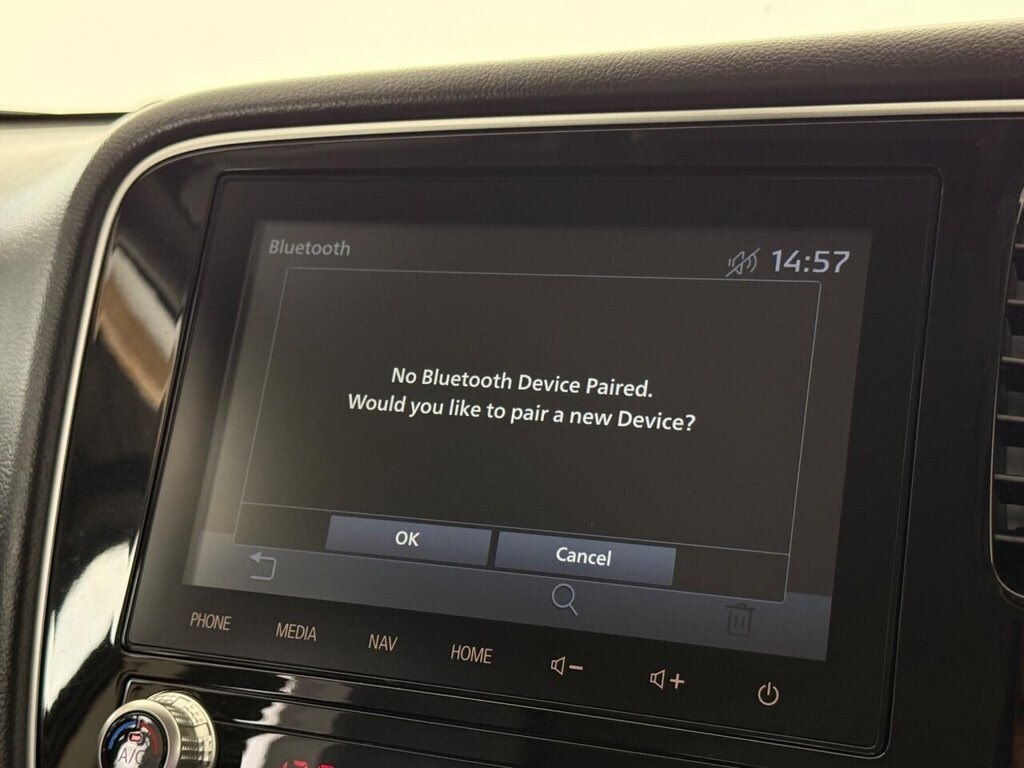 Bluetooth
14:57
No Bluetooth Device Paired.
Would you like to pair a new Device?
OK
Cancel
PHONE
MEDIA
NAV
HOME
A/C